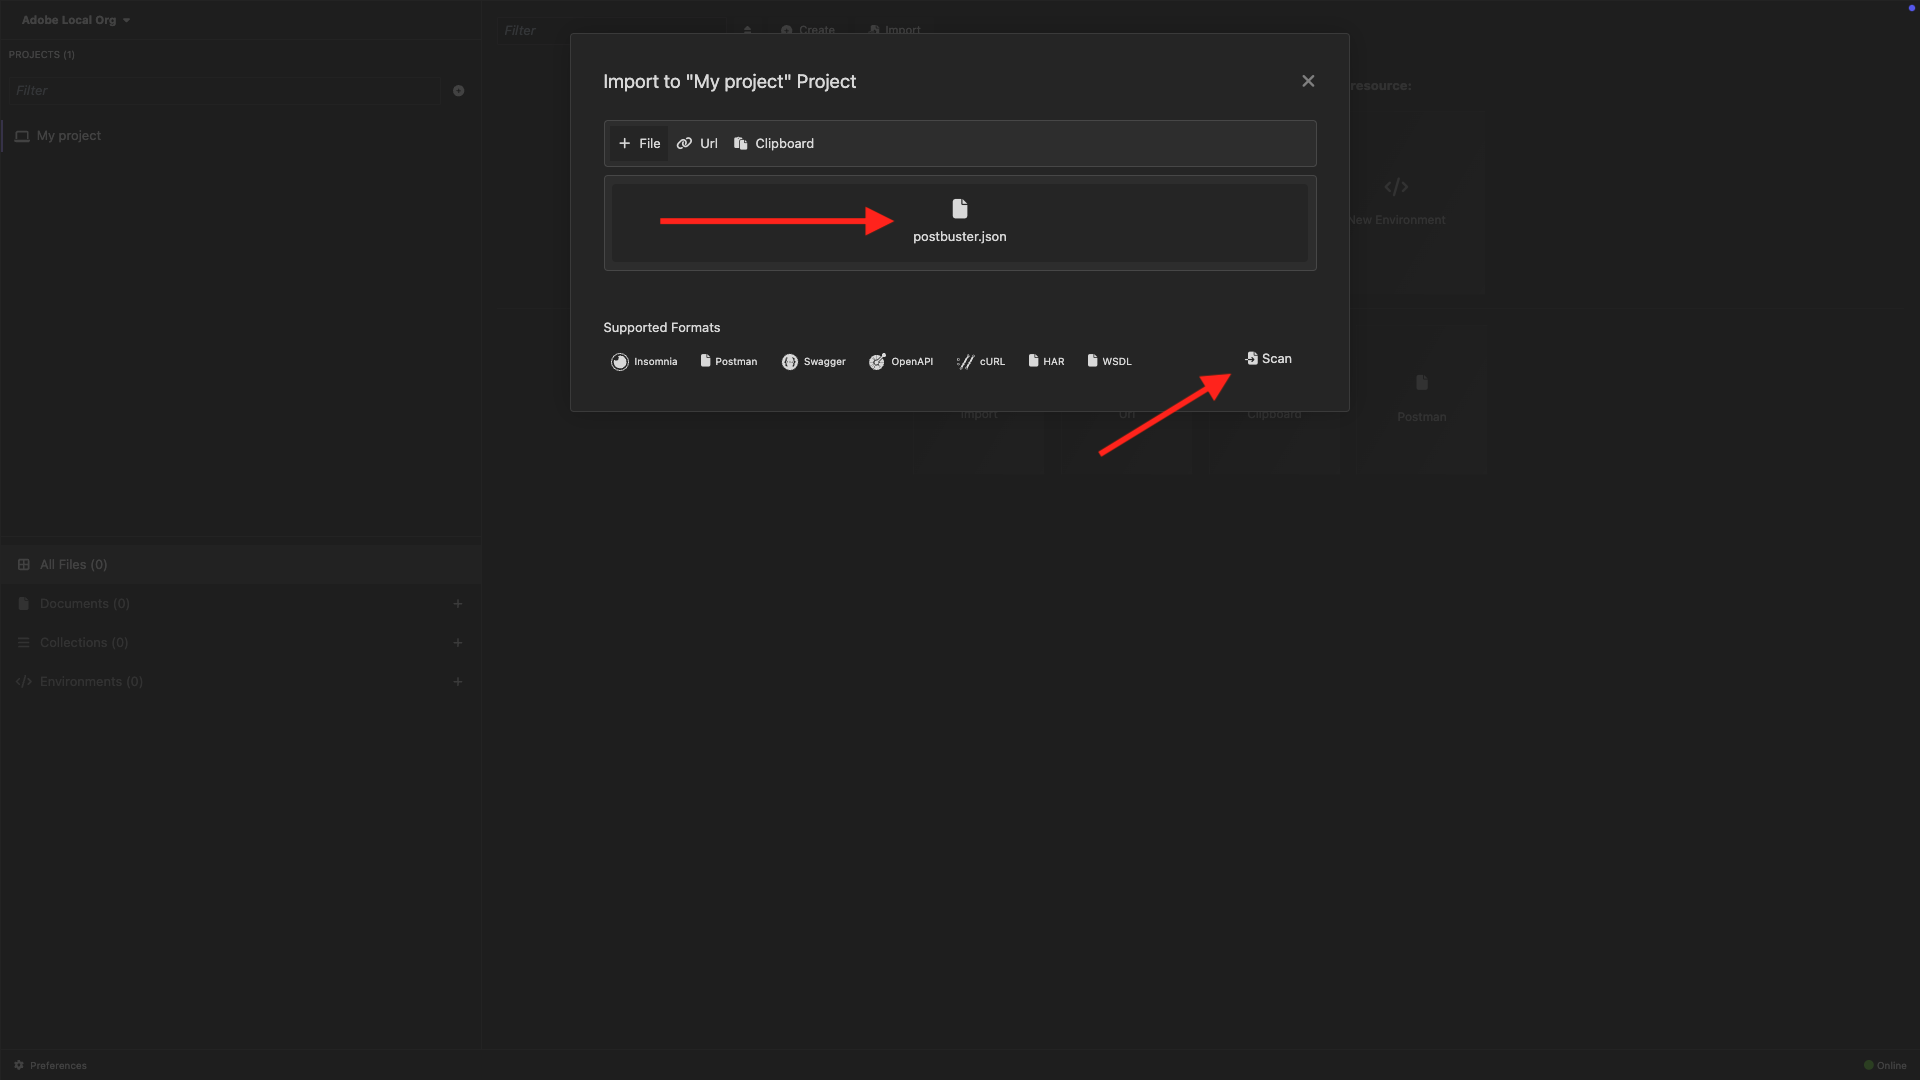 Adobe Local Org
PROJECTS (1)
Filter
My project
All Files (0)
Documents (0)
Collections (0)
Environments (0)
Preferences
Filter
Create
Import
Import to "My project" Project
File
Url
Clipboard
postbuster.json
Supported Formats
Insomnia
Postman
Swagger
OpenAPI
cURL
HAR
WSDL
Scan
resource:
New Environment
Import
Url
Clipboard
Postman
Online